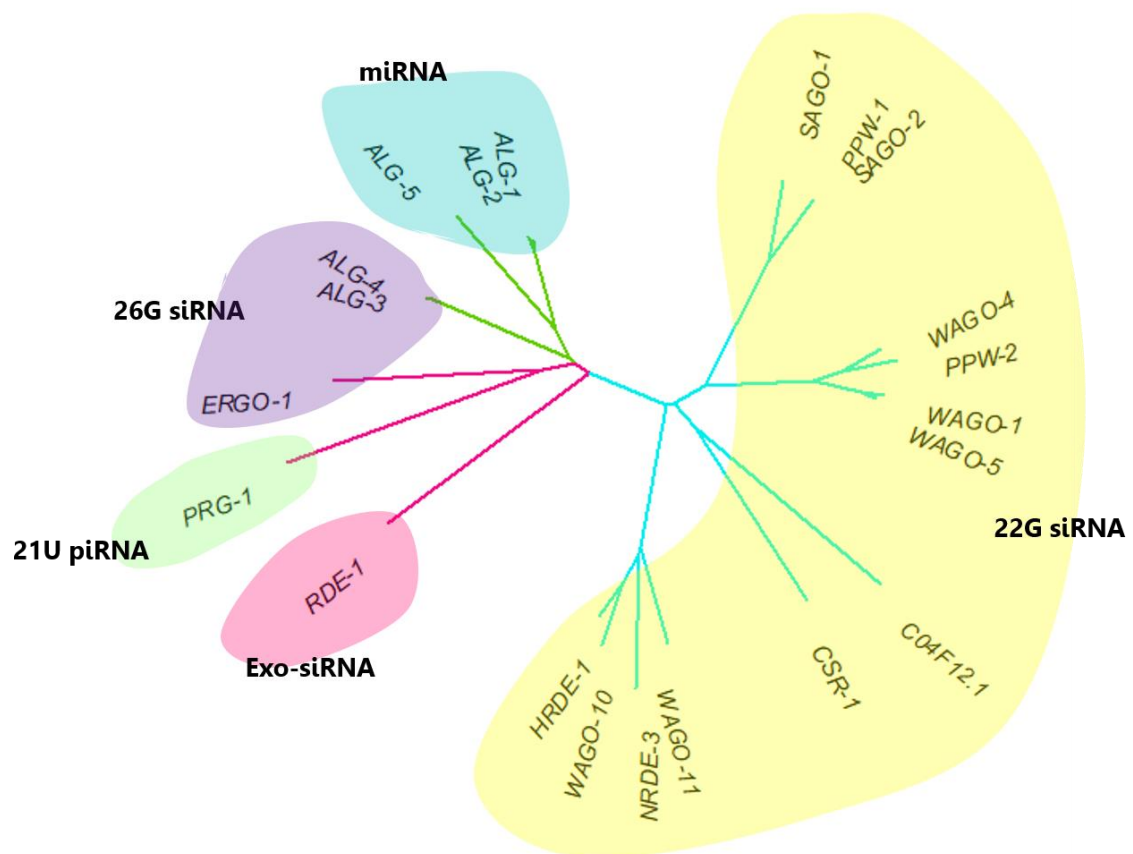 miRNA
ALG-5
ALG-1
ALG-2
26G siRNA
ALG-4
ALG-3
ERGO-1
21U piRNA
PRG-1
RDE-1
Exo-siRNA
SAGO-1
PPW-1
SAGO-2
WAGO-4
PPW-2
WAGO-1
WAGO-5
22G siRNA
C04F12.1
CSR-1
WAGO-11
NRDE-3
WAGO-10
HRDE-1